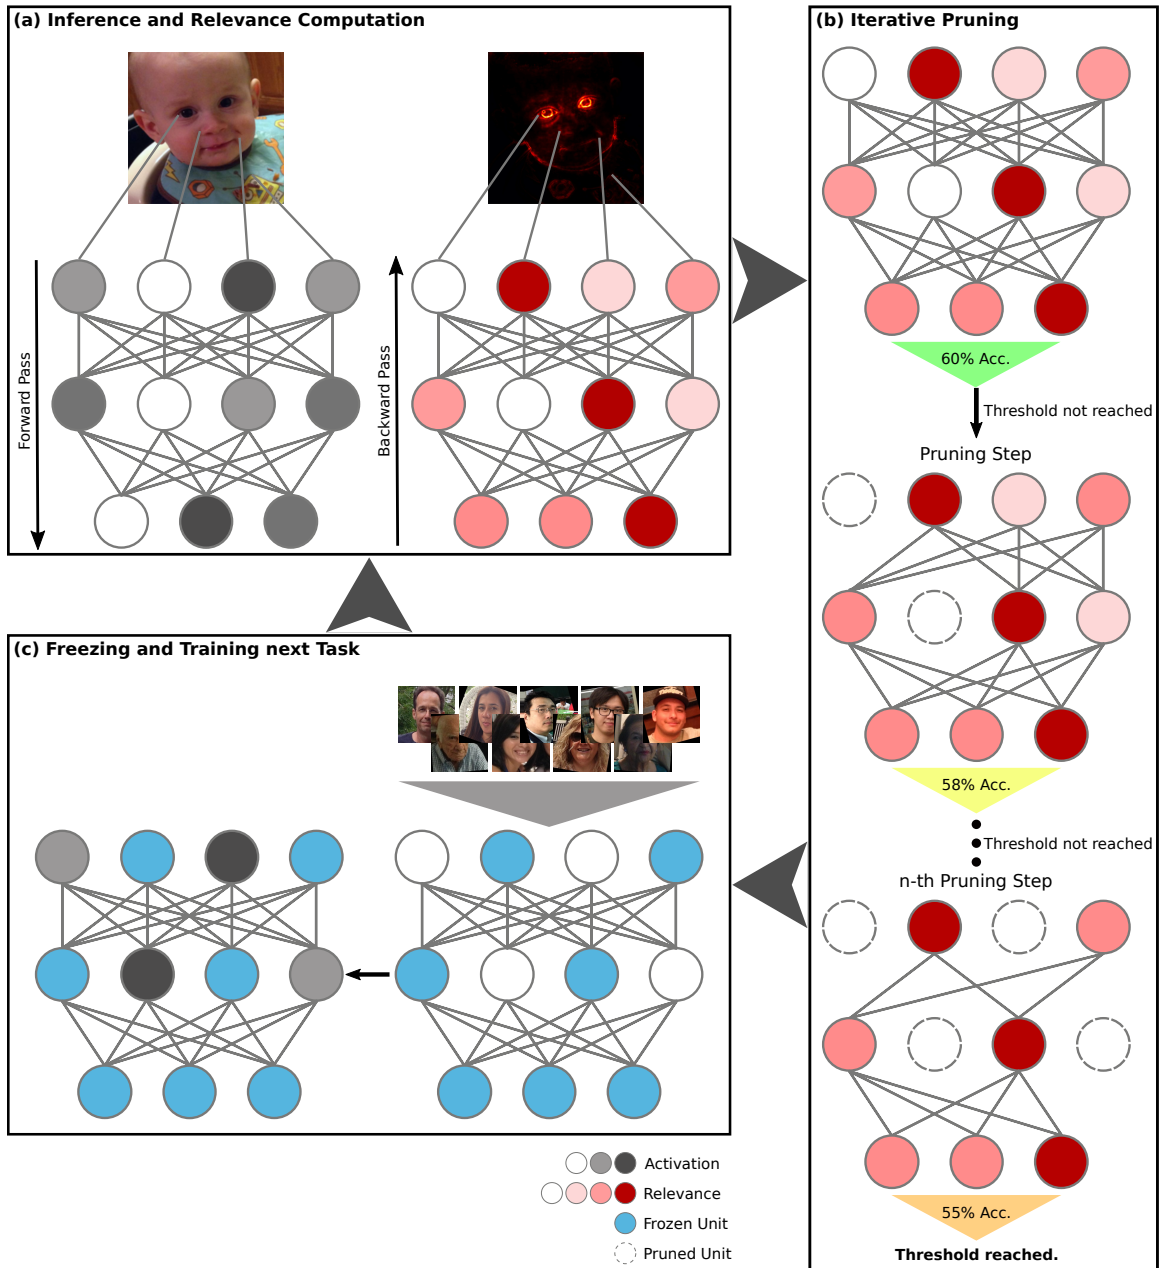 (a) Inference and Relevance Computation
Forward Pass
Backward Pass
(b) Iterative Pruning
60% Acc.
Threshold not reached
Pruning Step
58% Acc.
Threshold not reached
n-th Pruning Step
55% Acc.
Threshold reached.
(c) Freezing and Training next Task
Activation
Relevance
Frozen Unit
Pruned Unit